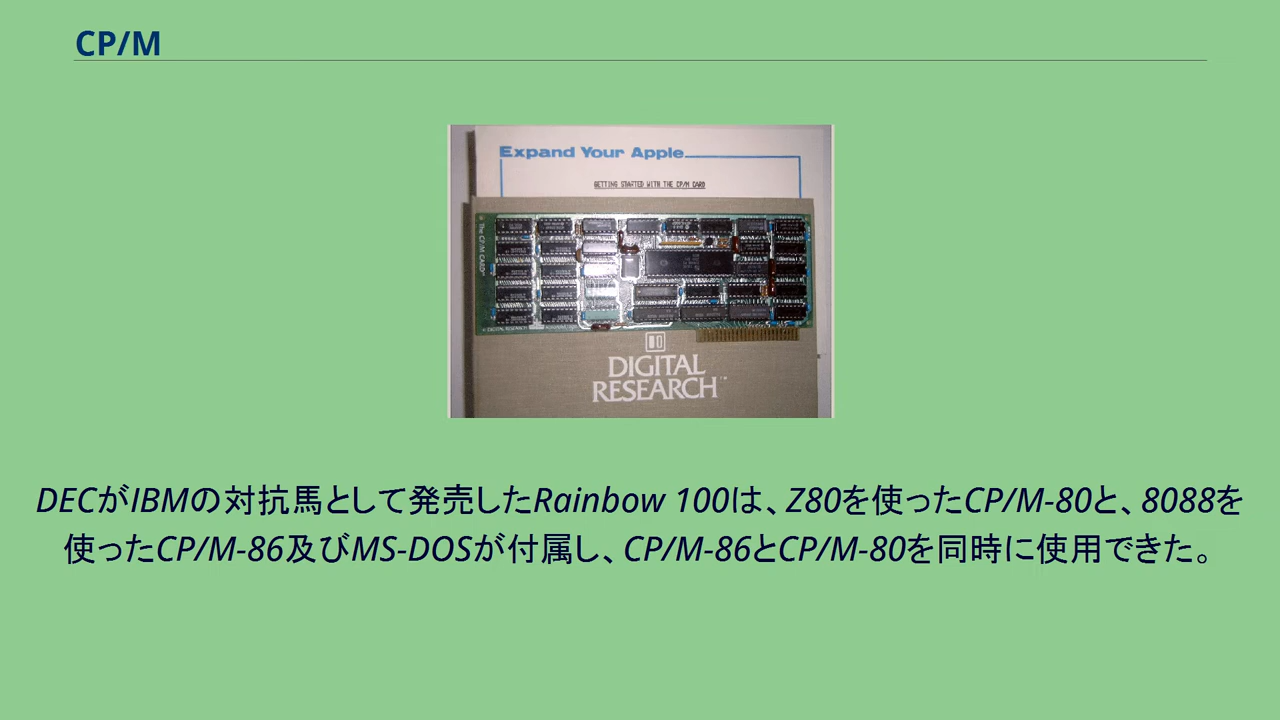 CP/M
Expand Your Apple
GETTING STARTED WITH THE CP/M CARD
The CP/M CARD
DIGITAL
RESEARCH™
DECがIBMの対抗馬として発売したRainbow 100は、Z80を使ったCP/M-80と、8088を
使ったCP/M-86及びMS-DOSが付属し、CP/M-86とCP/M-80を同時に使用できた。